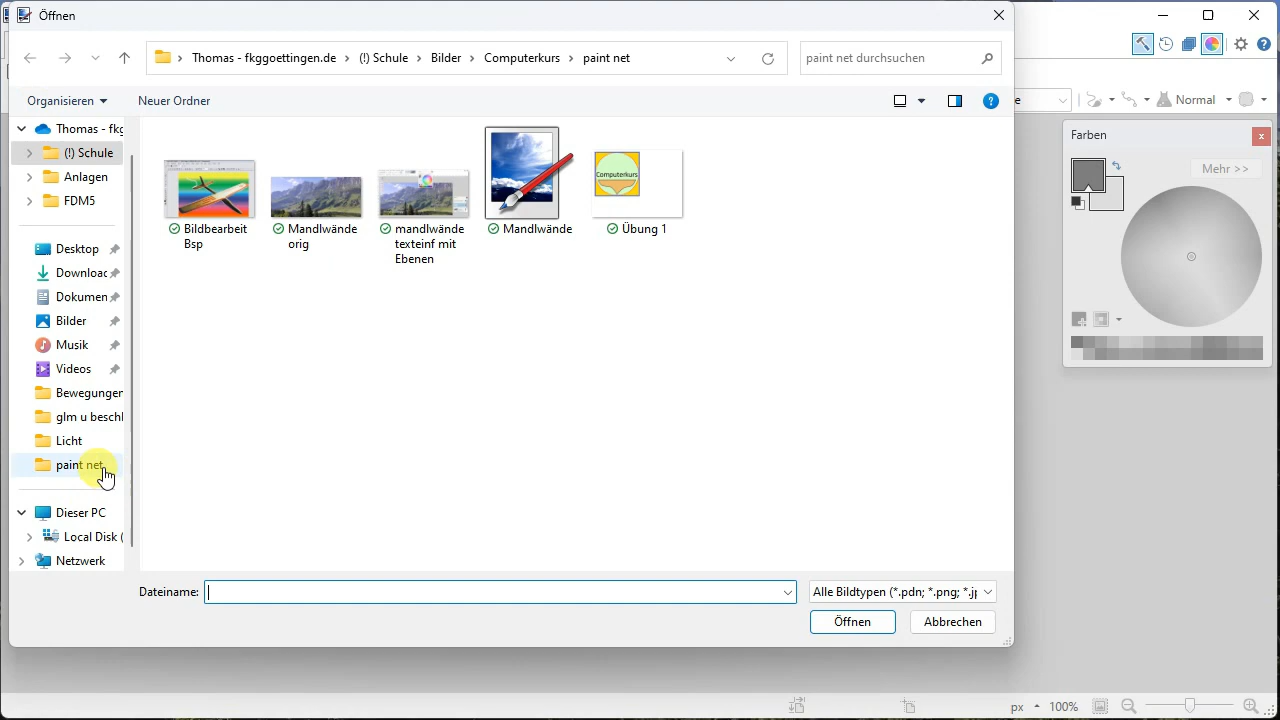 Öffnen
Thomas - fkggoettingen.de > (!) Schule > Bilder > Computerkurs > paint net
paint net durchsuchen
Organisieren
Neuer Ordner
Normal
Farben
Mehr >>
Thomas - fkg
(!) Schule
Anlagen
FDM5
Desktop
Downloac
Dokumen
Bilder
Musik
Videos
Bewegungen
glm u beschl
Licht
paint net
Dieser PC
Local Disk (
Netzwerk
Bildbearbeit
Bsp
Mandlwände
orig
mandlwände
texteinf mit
Ebenen
Mandlwände
Computerkurs
Übung 1
Dateiname:
Alle Bildtypen (*.pdn; *.png; *.jp
Öffnen
Abbrechen
px
100%